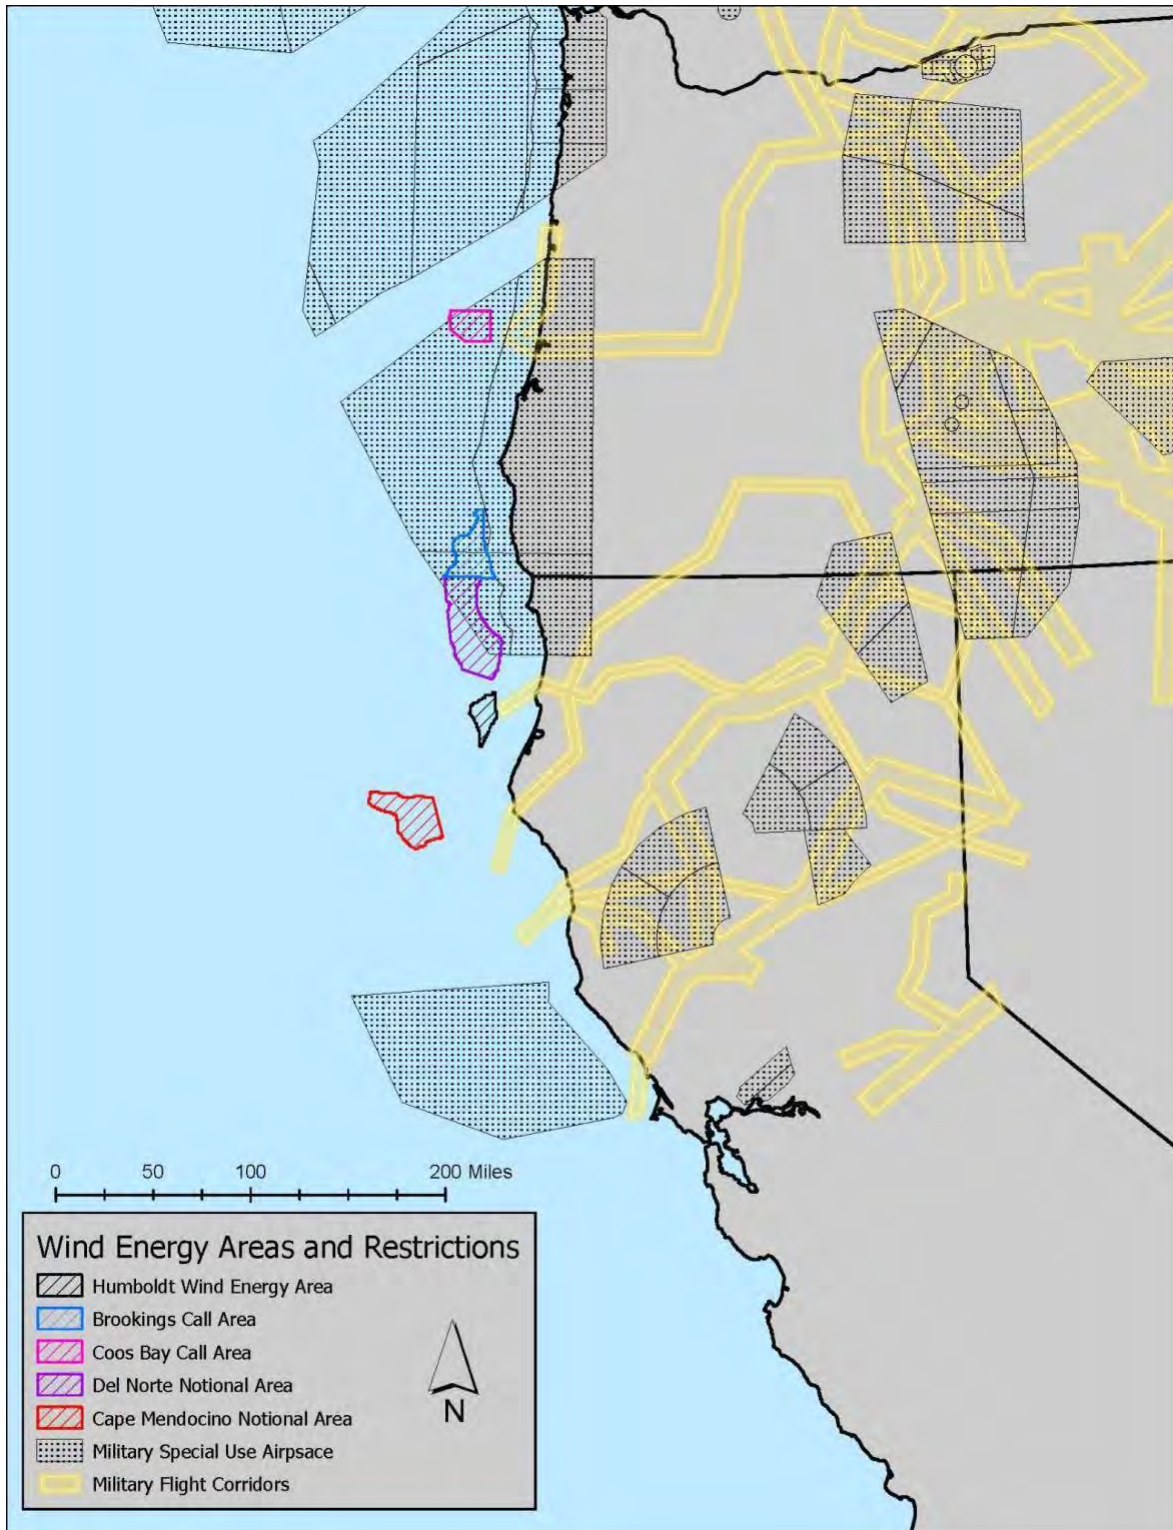 0 50 100 200 Miles
Wind Energy Areas and Restrictions
Humboldt Wind Energy Area
Brookings Call Area
Coos Bay Call Area
Del Norte Notional Area
Cape Mendocino Notional Area
Military Special Use Airpsace
Military Flight Corridors
N